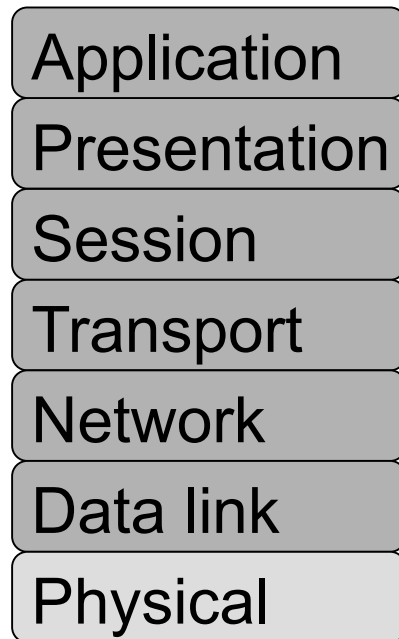 Application
Presentation
Session
Transport
Network
Data link
Physical